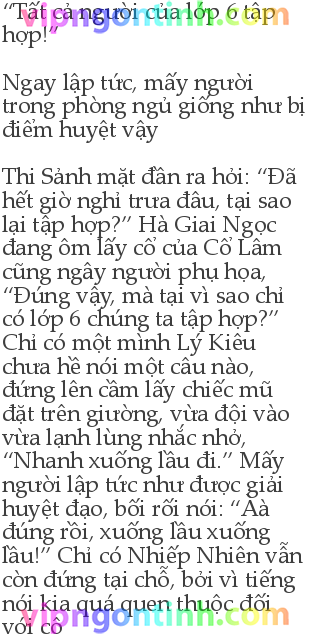 vipngontinh.com
“Tất cả người của lớp 6 tập
hợp!”
Ngay lập tức, mấy người
trong phòng ngủ giống như bị
điểm huyệt vậy
Thi Sảnh mặt đần ra hỏi: “Đã
hết giờ nghỉ trưa đâu, tại sao
lại tập hợp?” Hà Giai Ngọc
đang ôm lấy cổ của Cổ Lâm
cũng ngây người phụ họa,
“Đúng vậy, mà tại vì sao chỉ
có lớp 6 chúng ta tập hợp?”
Chỉ có một mình Lý Kiêu
chưa hề nói một câu nào,
đứng lên cầm lấy chiếc mũ
đặt trên giường, vừa đội vào
vừa lạnh lùng nhắc nhở,
“Nhanh xuống lầu đi.” Mấy
người lập tức như được giải
huyệt đạo, bối rối nói: “Àà
đúng rồi, xuống lầu xuống
lầu!” Chỉ có Nhiếp Nhiên vẫn
còn đứng tại chỗ, bởi vì tiếng
nói kia quá quen thuộc đối
với cô
vipngontinh.com